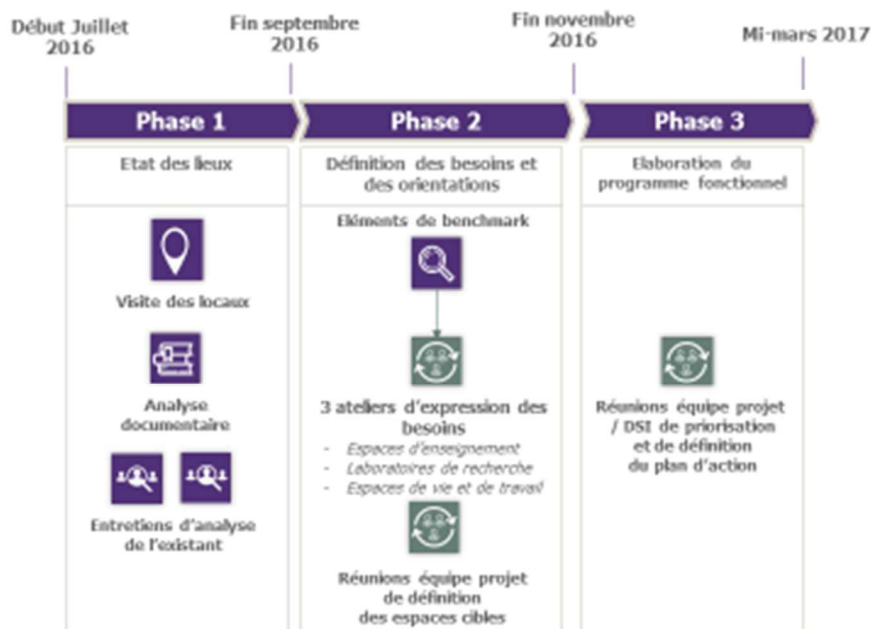 Début Juillet
2016
Fin septembre
2016
Fin novembre
2016
Mi-mars 2017
Phase 1
Phase 2
Phase 3
Etat des lieux
Définition des besoins et
des orientations
Elaboration du
programme fonctionnel
Visite des locaux
Analyse
documentaire
Entretiens d'analyse
de l'existant
Eléments de benchmark
3 ateliers d'expression des
besoins
- Espaces d'enseignement
- Laboratoires de recherche
- Espaces de vie et de travail
Réunions équipe projet
de définition
des espaces cibles
Réunions équipe projet
/ DSI de priorisation
et de définition
du plan d'action